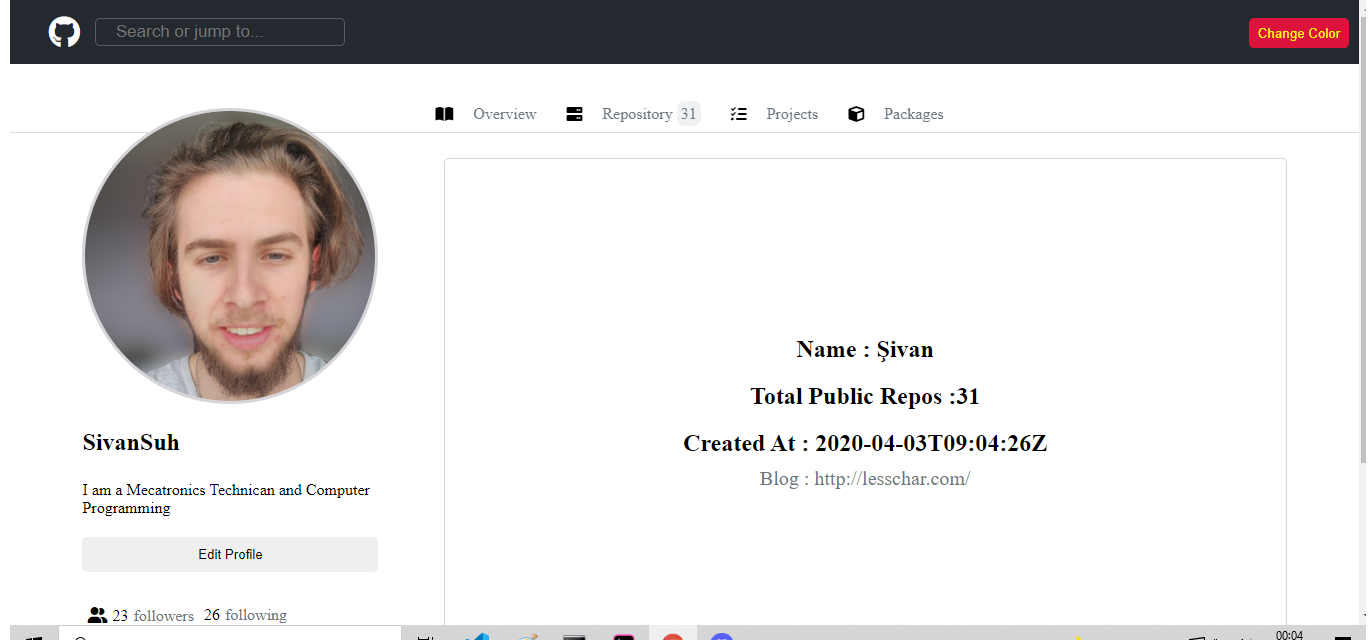 Search or jump to...
Change Color
Overview
Repository 31
Projects
Packages
Name : Şivan
Total Public Repos :31
Created At : 2020-04-03T09:04:26Z
Blog : http://lesschar.com/
SivanSuh
I am a Mecatronics Technican and Computer
Programming
Edit Profile
23 followers 26 following
00:04